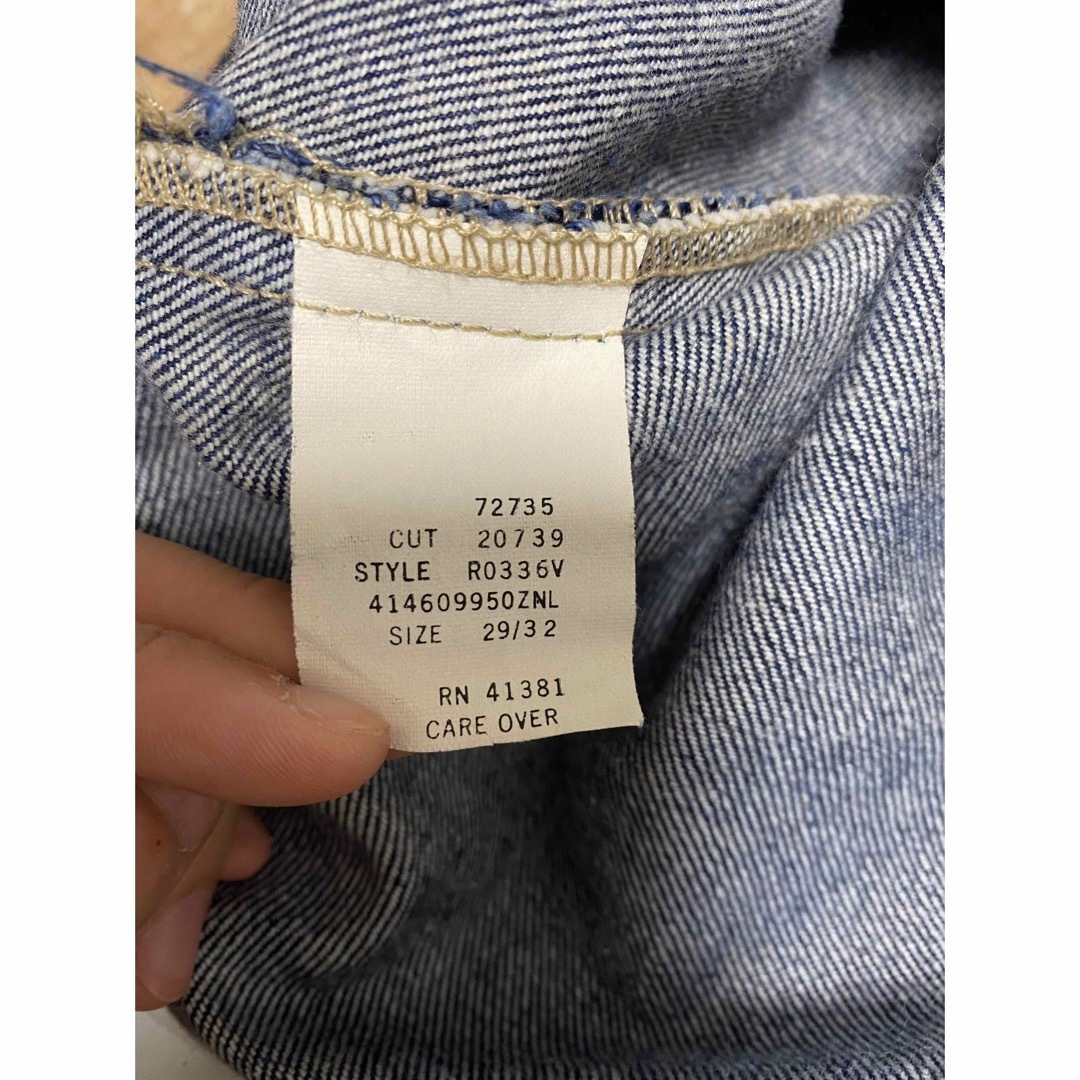 72735
CUT 20739
STYLE R0336V
414609950ZNL
SIZE 29/32
RN 41381
CARE OVER